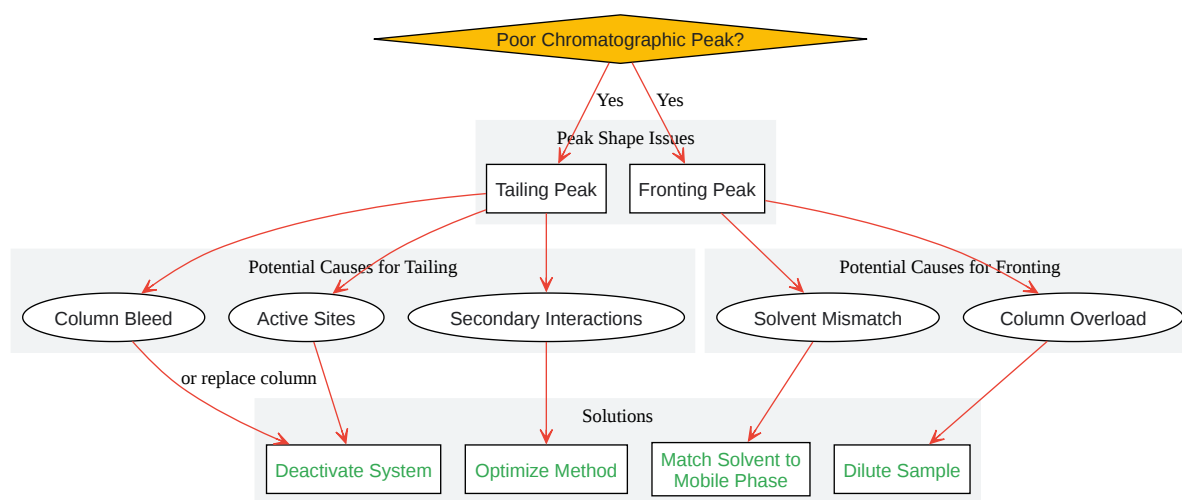 Poor Chromatographic Peak?
Yes
Yes
Peak Shape Issues
Tailing Peak
Fronting Peak
Potential Causes for Tailing
Potential Causes for Fronting
Column Bleed
Active Sites
Secondary Interactions
Solvent Mismatch
Column Overload
or replace column
Solutions
Deactivate System
Optimize Method
Match Solvent to
Mobile Phase
Dilute Sample